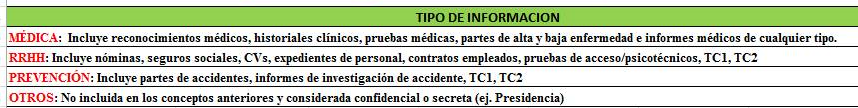 TIPO DE INFORMACION
MÉDICA: Incluye reconocimientos médicos, historiales clínicos, pruebas médicas, partes de alta y baja enfermedad e informes médicos de cualquier tipo.
RRHH: Incluye nóminas, seguros sociales, CVs, expedientes de personal, contratos empleados, pruebas de acceso/psicotécnicos, TC1, TC2
PREVENCIÓN: Incluye partes de accidentes, informes de investigación de accidente, TC1, TC2
OTROS: No incluida en los conceptos anteriores y considerada confidencial o secreta (ej. Presidencia)